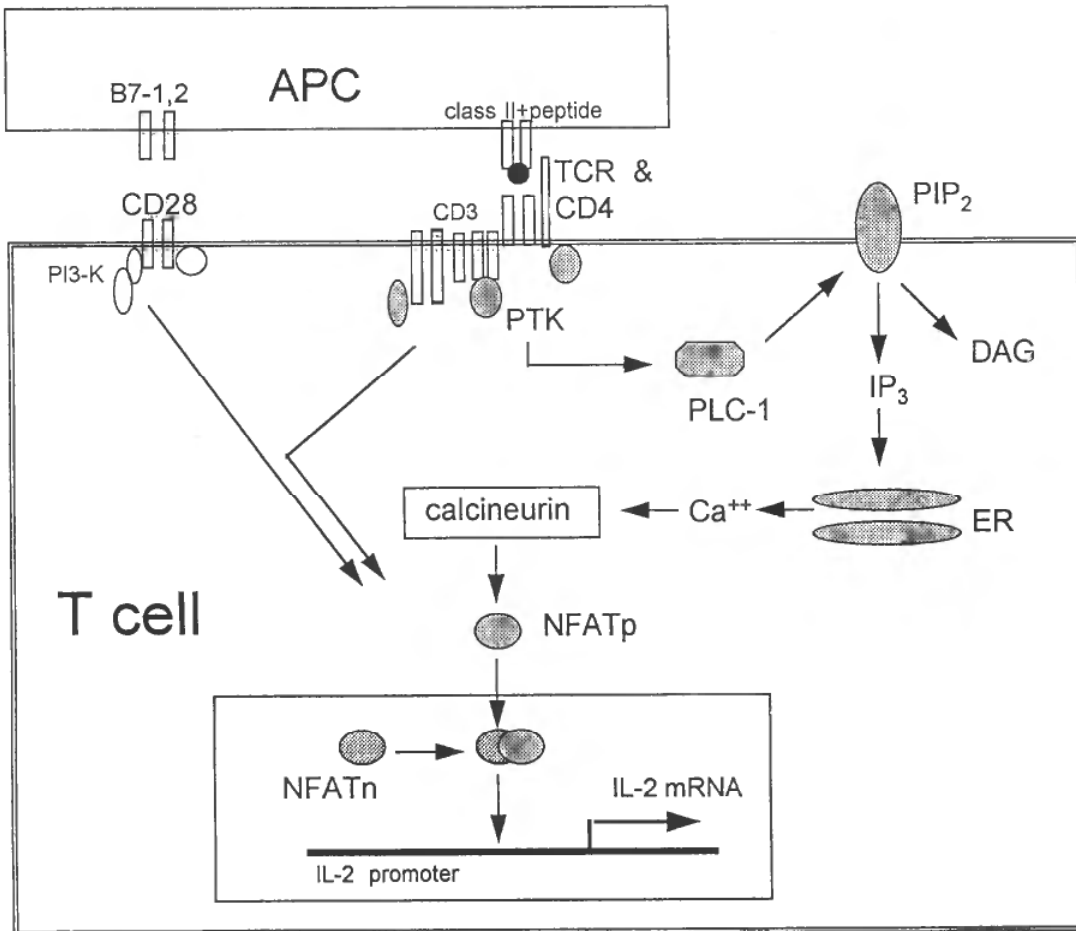 APC
B7-1,2
class II+peptide
TCR &
CD4
CD28
CD3
PIP2
PI3-K
PTK
DAG
PLC-1
IP3
calcineurin
Ca++
ER
T cell
NFATp
NFATn
IL-2 mRNA
IL-2 promoter